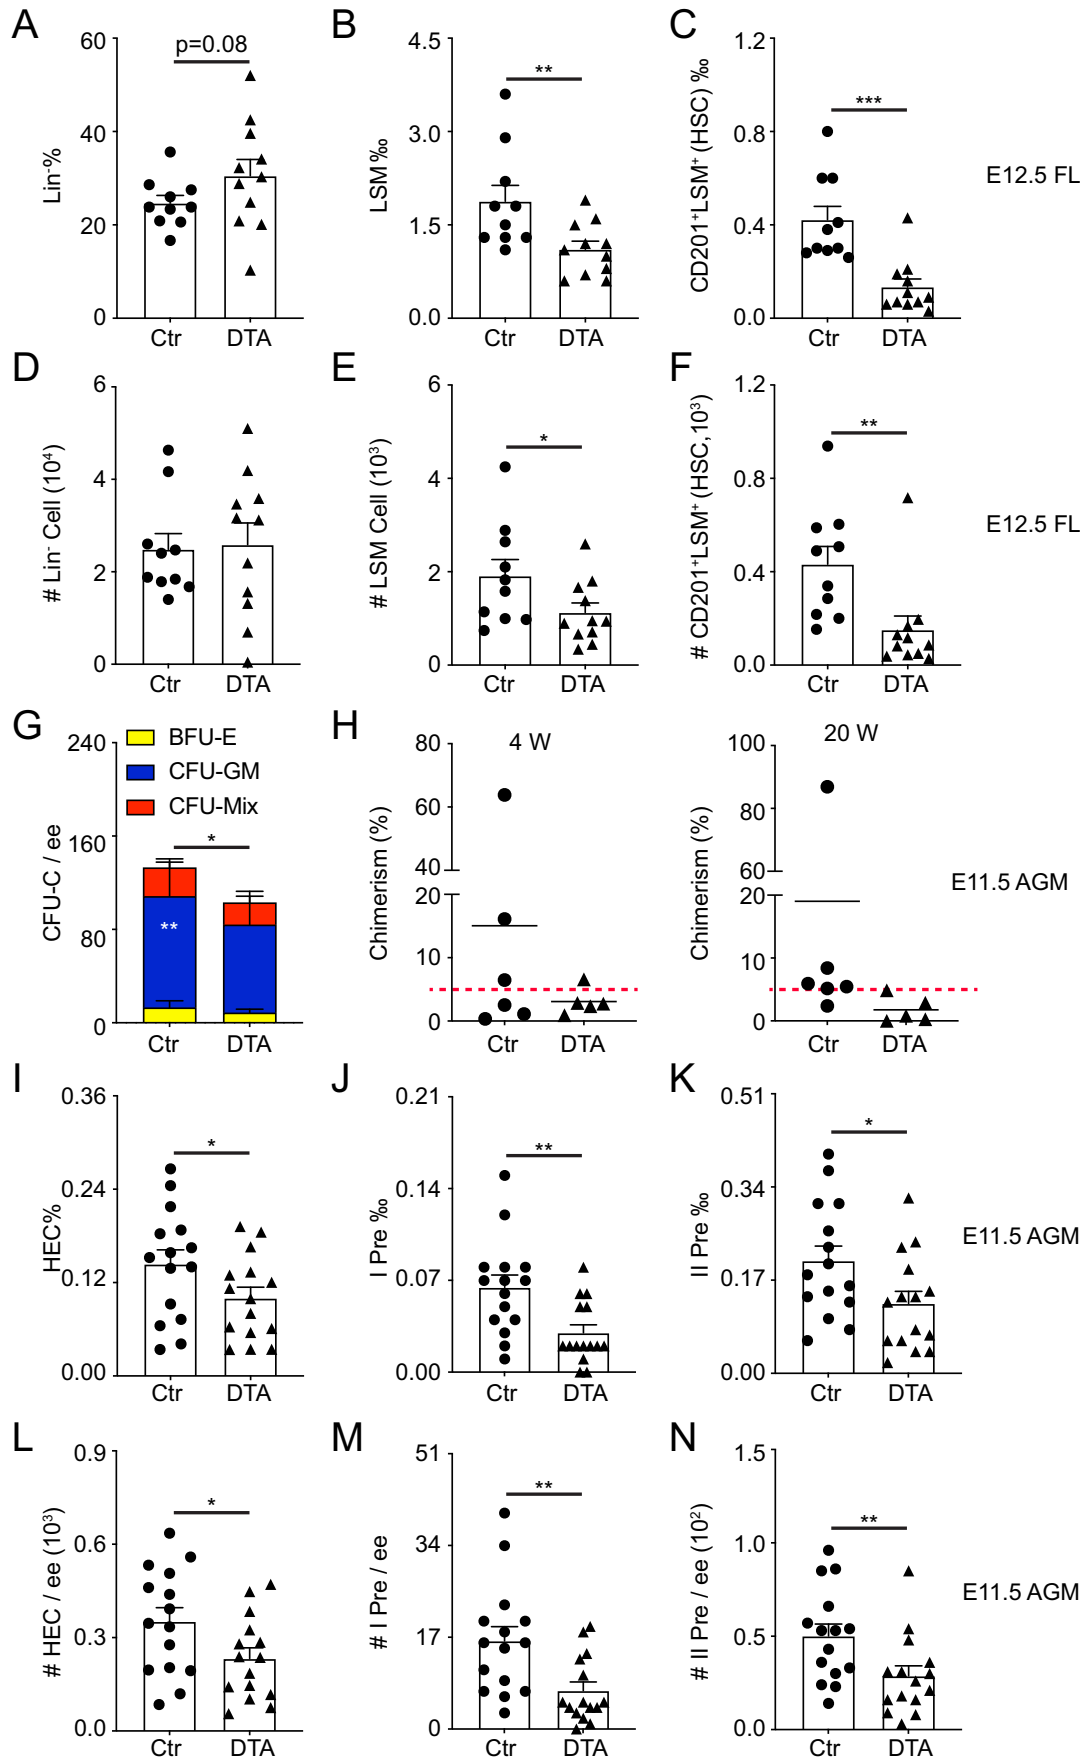 A
Lin-%
60
40
20
0
p=0.08
Ctr
DTA
B
LSM ‰
4.5
3.0
1.5
0.0
**
Ctr
DTA
C
CD201⁺LSM⁺ (HSC) ‰
1.2
0.8
0.4
0.0
***
Ctr
DTA
E12.5 FL
D
# Lin⁻ Cell (10⁴)
6
4
2
0
Ctr
DTA
E
# LSM Cell (10³)
6
4
2
0
*
Ctr
DTA
F
# CD201⁺LSM⁺ (HSC,10³)
1.2
0.8
0.4
0.0
**
Ctr
DTA
E12.5 FL
G
CFU-C / ee
240
160
80
0
BFU-E
CFU-GM
CFU-Mix
*
**
Ctr
DTA
H
Chimerism (%)
80
60
40
20
10
0
4 W
Ctr
DTA
Chimerism (%)
100
80
60
20
10
0
20 W
Ctr
DTA
E11.5 AGM
I
HEC%
0.36
0.24
0.12
0.00
*
Ctr
DTA
J
I Pre ‰
0.21
0.14
0.07
0.00
**
Ctr
DTA
K
II Pre ‰
0.51
0.34
0.17
0.00
*
Ctr
DTA
E11.5 AGM
L
# HEC / ee (10³)
0.9
0.6
0.3
0.0
*
Ctr
DTA
M
# I Pre / ee
51
34
17
0
**
Ctr
DTA
N
# II Pre / ee (10²)
1.5
1.0
0.5
0.0
**
Ctr
DTA
E11.5 AGM